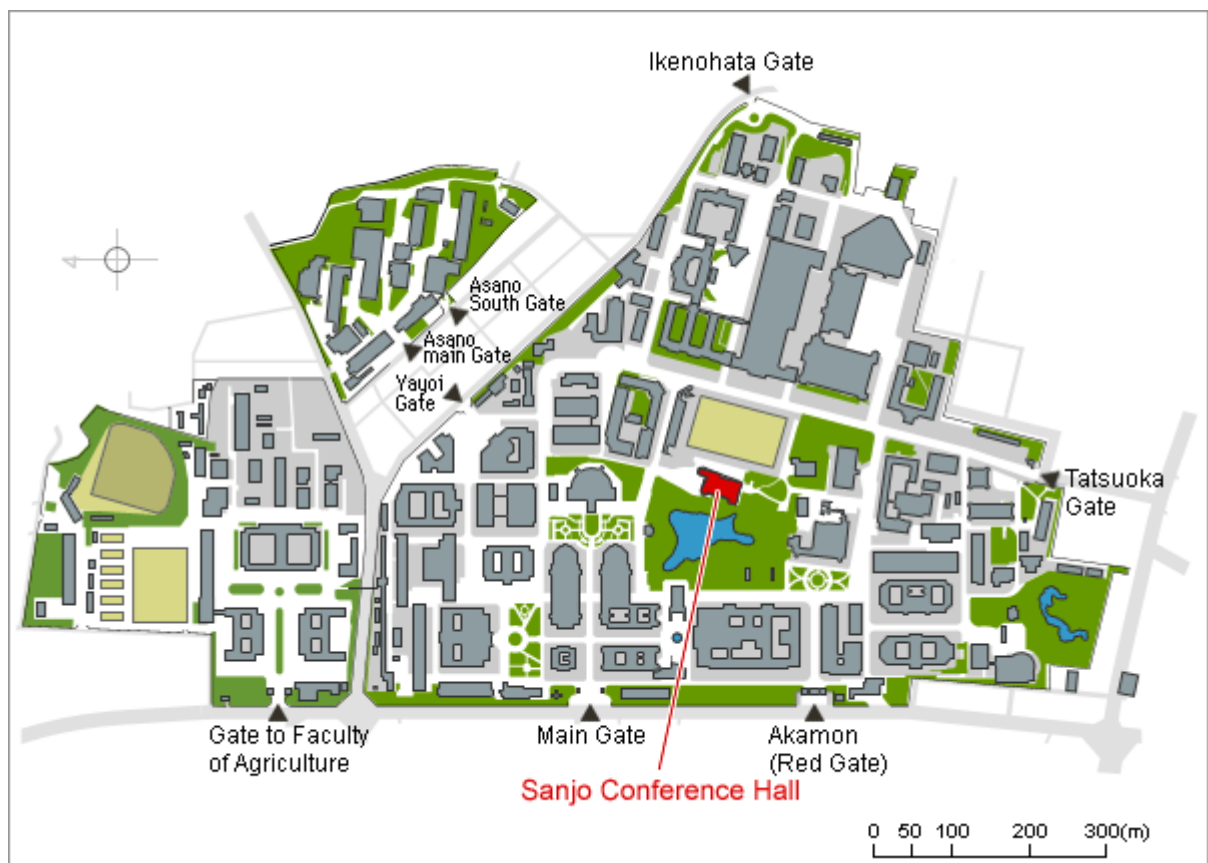 Ikenohata Gate
Asano
South Gate
Asano
main Gate
Yayoi
Gate
Tatsuoka
Gate
Gate to Faculty
of Agriculture
Main Gate
Akamon
(Red Gate)
Sanjo Conference Hall
0 50 100 200 300(m)